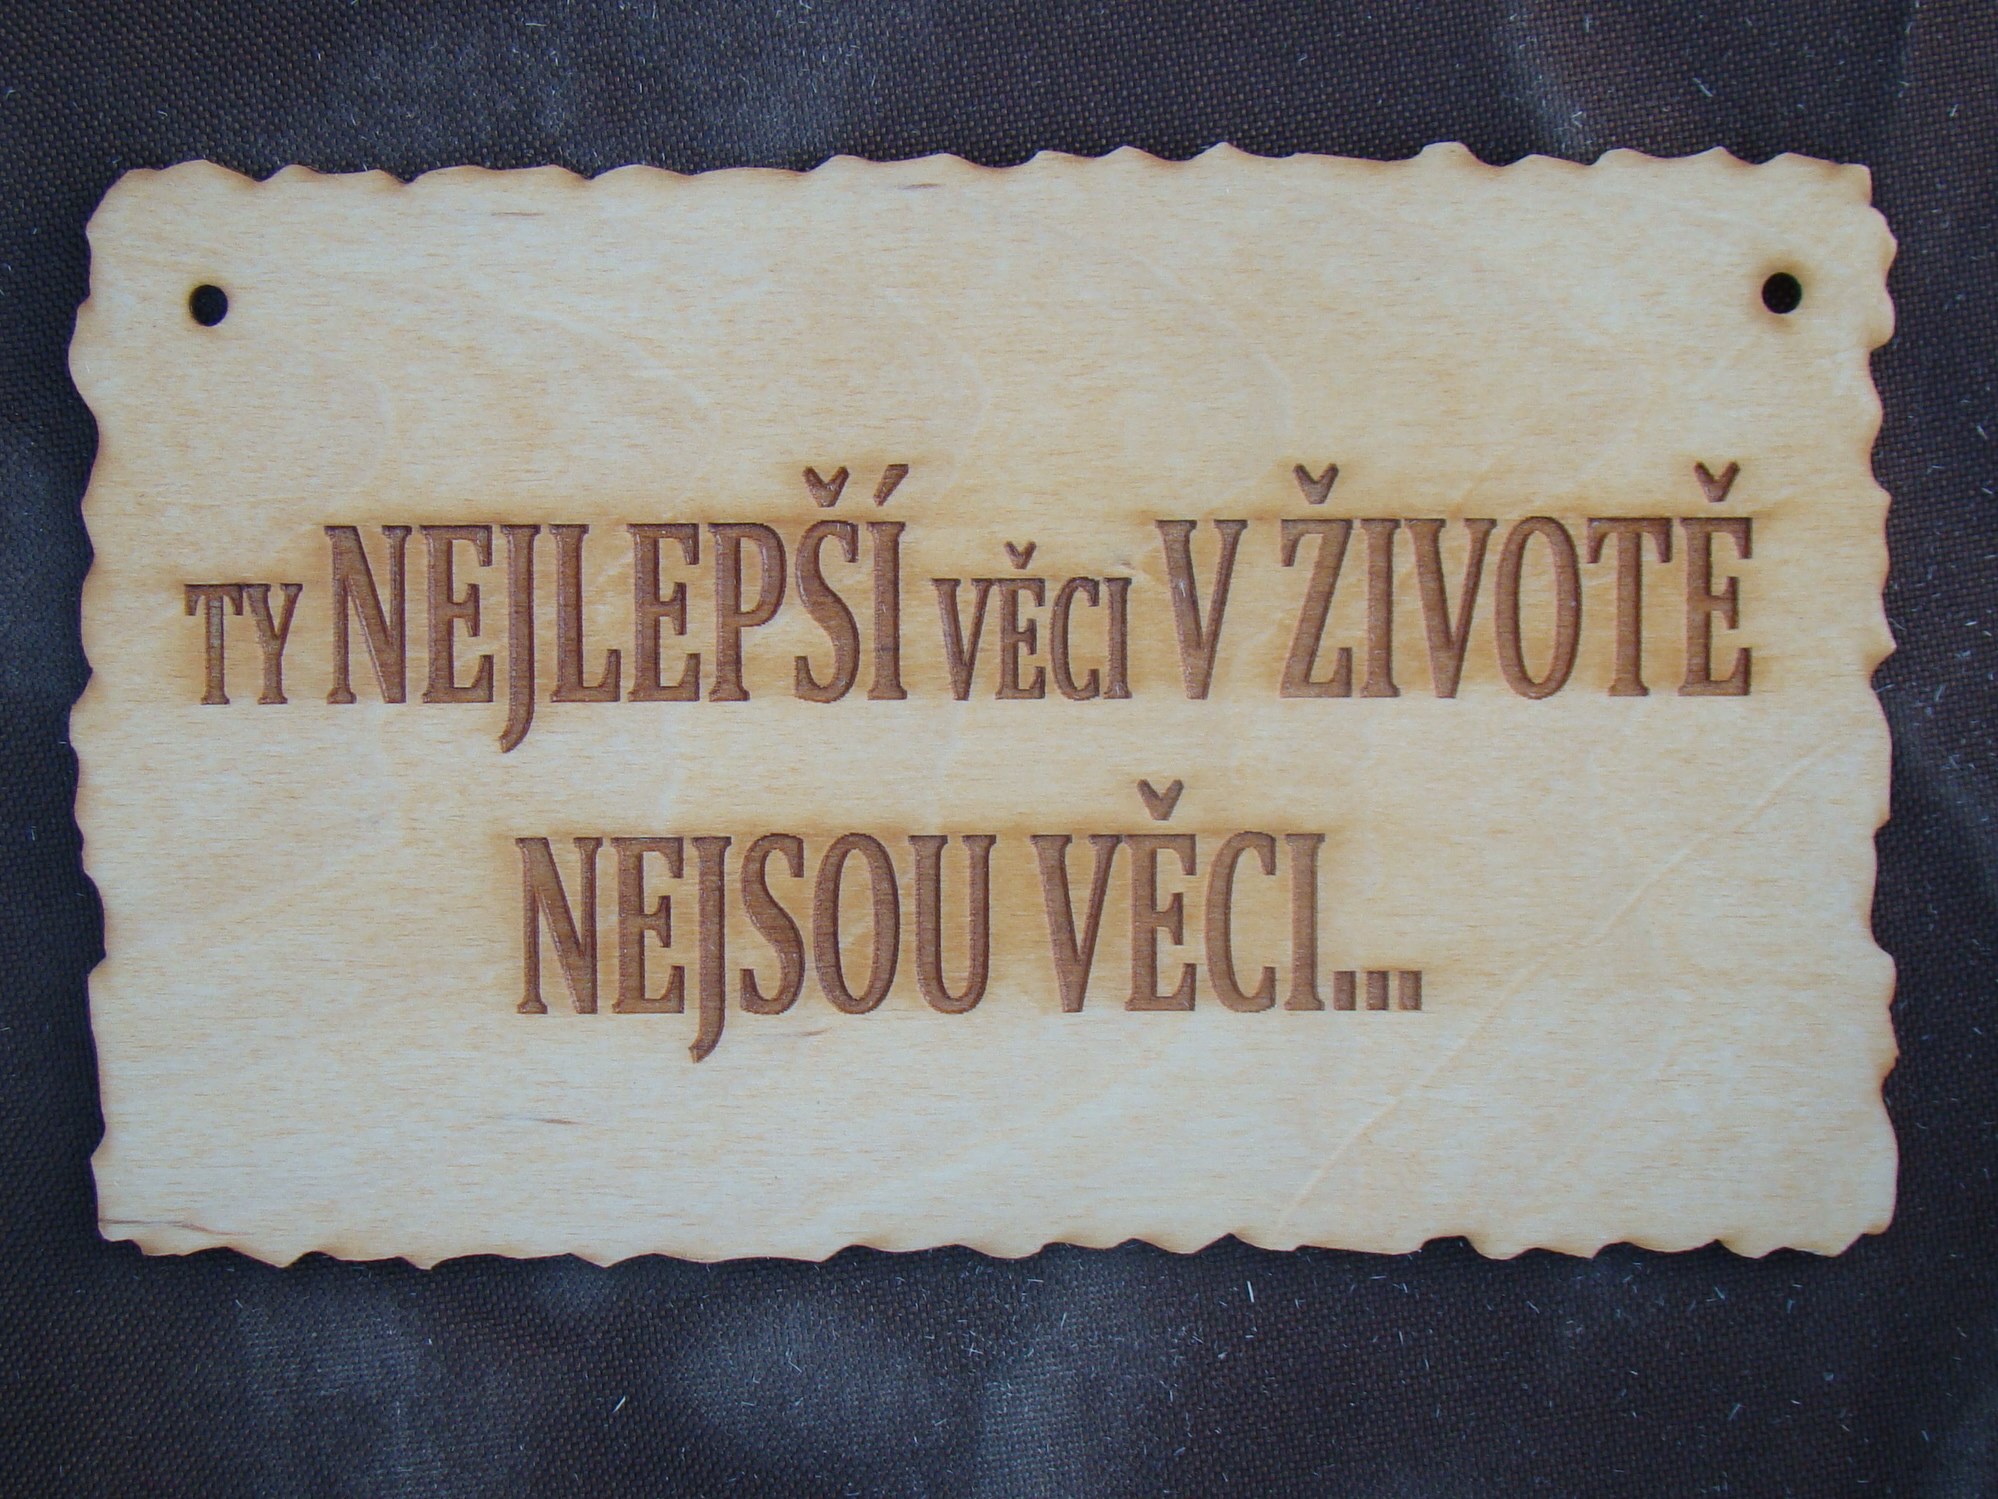 TY NEJLEPŠÍ VĚCI V ŽIVOTĚ
NEJSOU VĚCI...